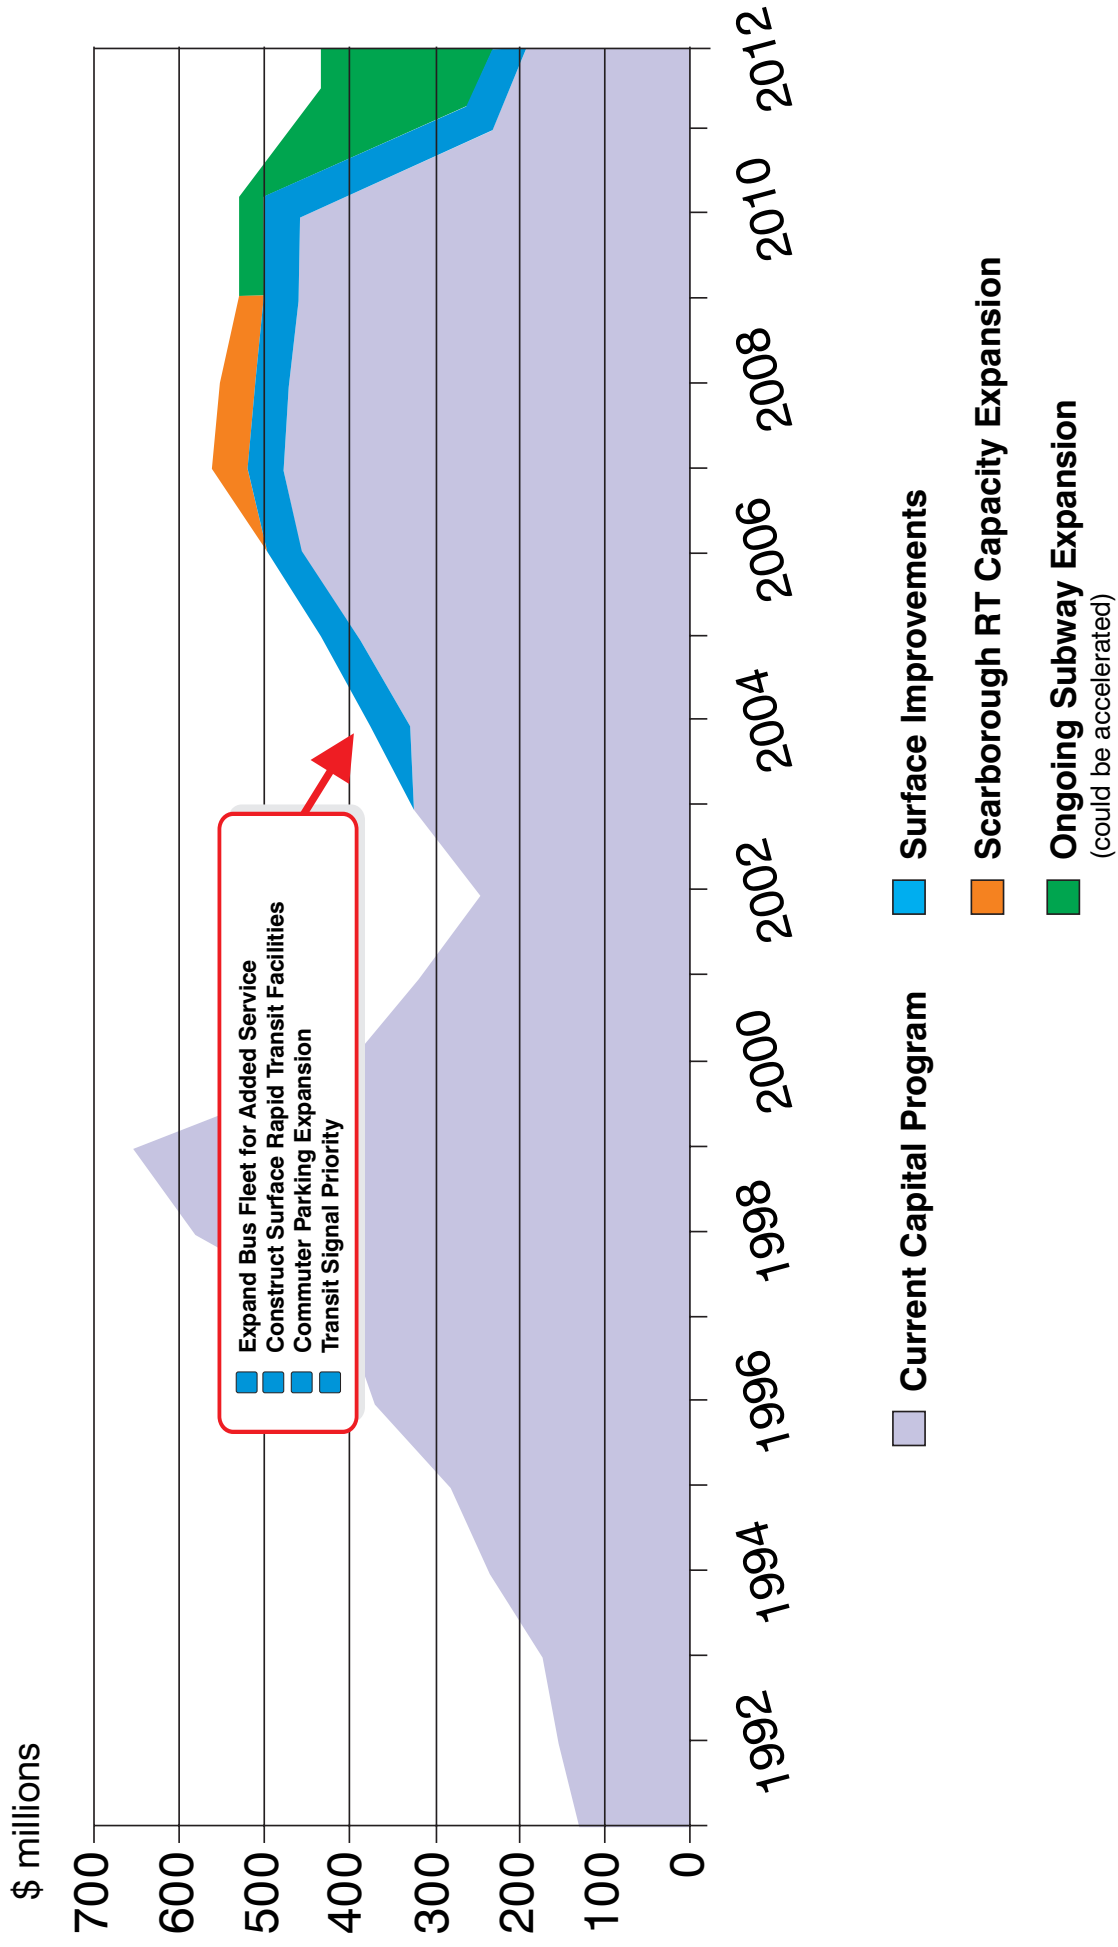 $ millions
700
600
500
400
300
200
100
0
1992
1994
1996
1998
2000
2002
2004
2006
2008
2010
2012
Expand Bus Fleet for Added Service
Construct Surface Rapid Transit Facilities
Commuter Parking Expansion
Transit Signal Priority
Current Capital Program
Surface Improvements
Scarborough RT Capacity Expansion
Ongoing Subway Expansion
(could be accelerated)